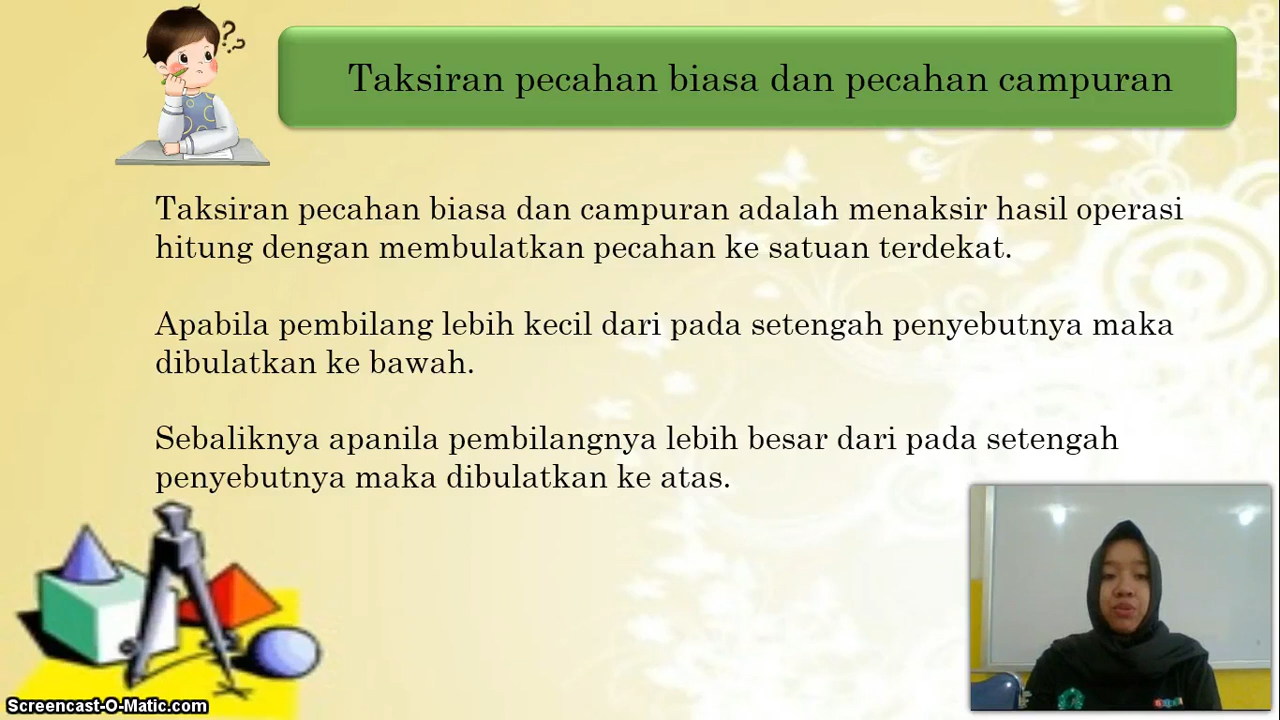 Taksiran pecahan biasa dan pecahan campuran
Taksiran pecahan biasa dan campuran adalah menaksir hasil operasi
hitung dengan membulatkan pecahan ke satuan terdekat.
Apabila pembilang lebih kecil dari pada setengah penyebutnya maka
dibulatkan ke bawah.
Sebaliknya apanila pembilangnya lebih besar dari pada setengah
penyebutnya maka dibulatkan ke atas.
Screencast-O-Matic.com